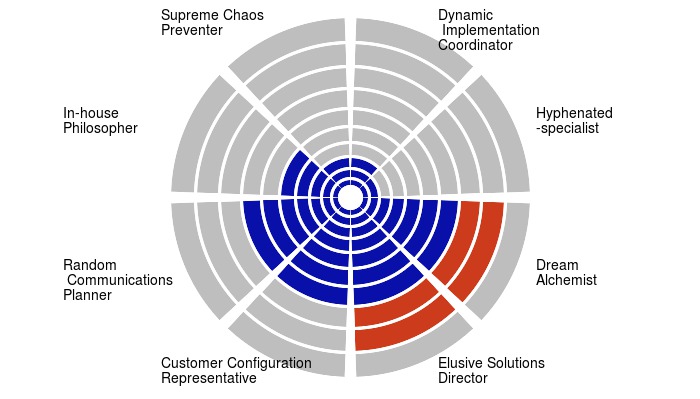 Supreme Chaos
Preventer
Dynamic
Implementation
Coordinator
In-house
Philosopher
Hyphenated
-specialist
Random
Communications
Planner
Dream
Alchemist
Customer Configuration
Representative
Elusive Solutions
Director